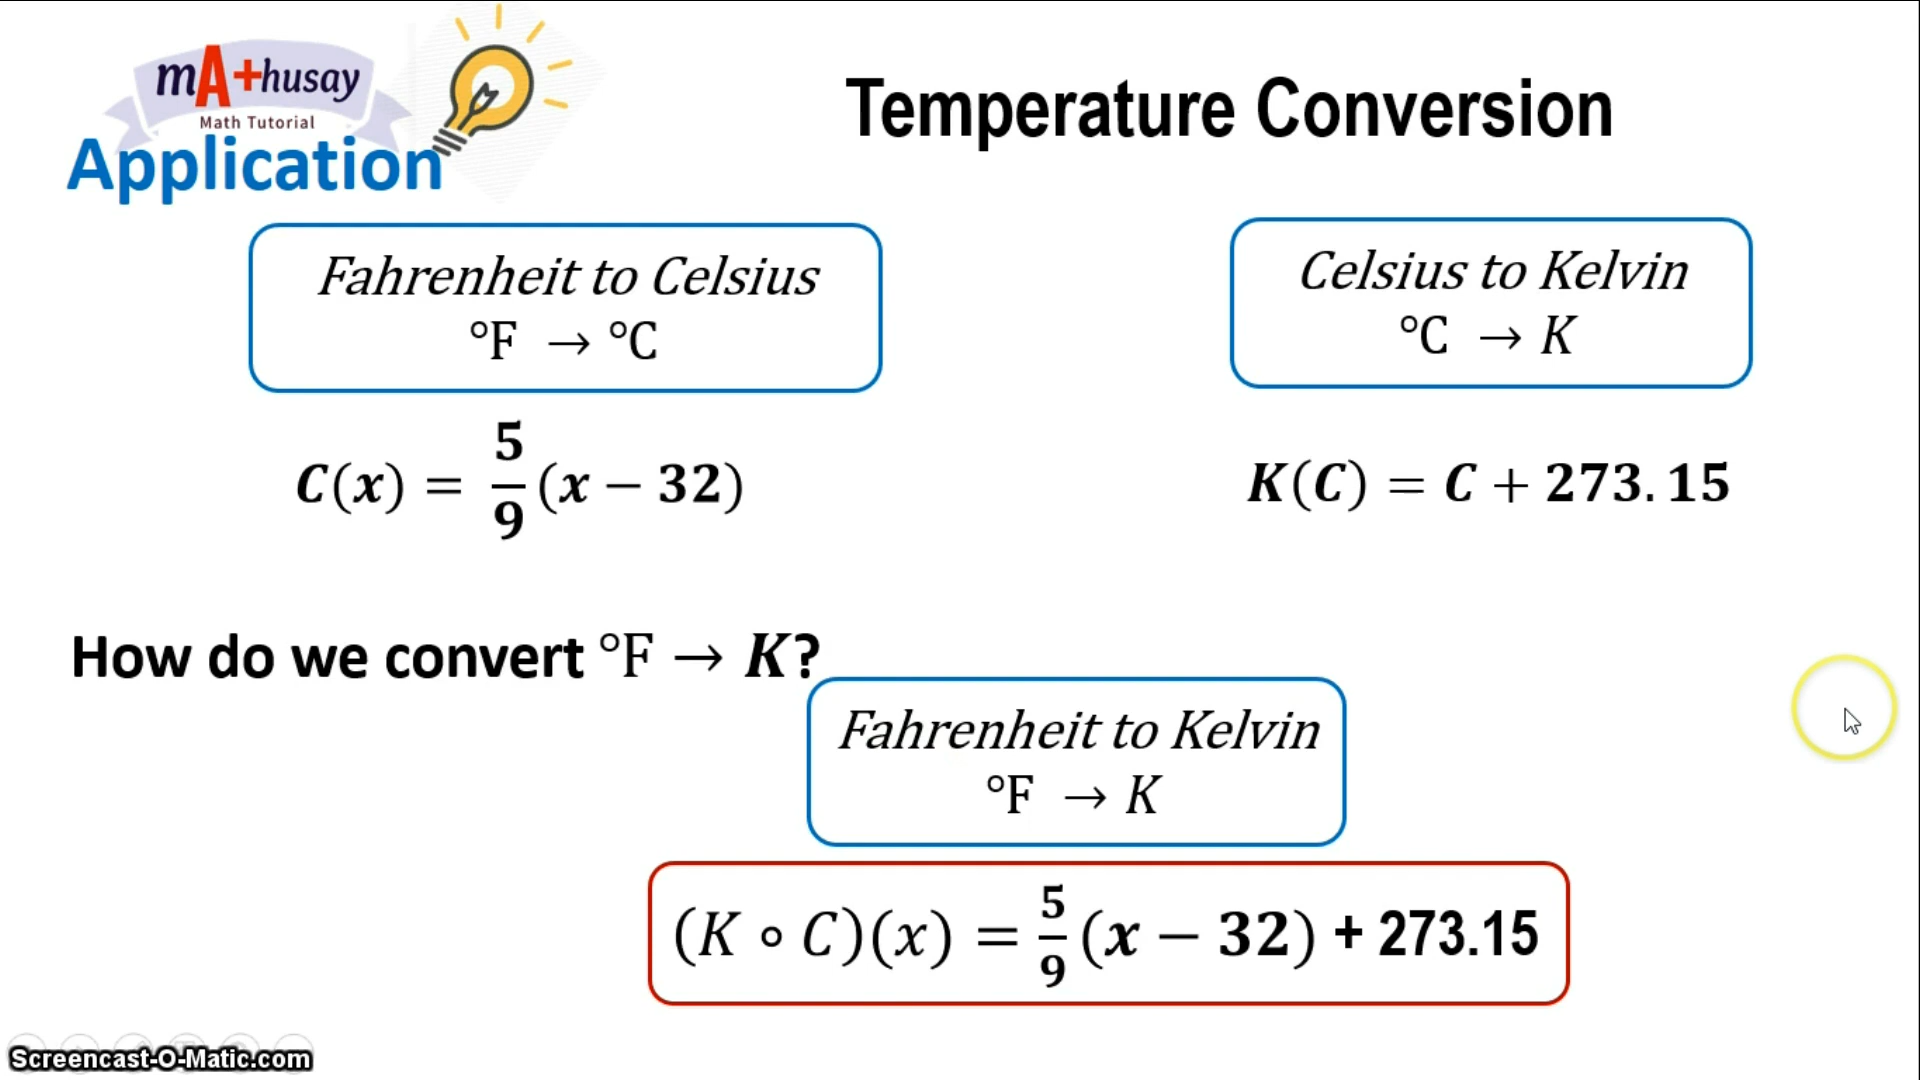 mA+husay
Math Tutorial
Application
Temperature Conversion
Fahrenheit to Celsius
°F → °C
Celsius to Kelvin
°C → K
C(x) = 5/9 (x − 32)
K(C) = C + 273.15
How do we convert °F → K?
Fahrenheit to Kelvin
°F → K
(K ∘ C)(x) = 5/9 (x − 32) + 273.15
Screencast-O-Matic.com